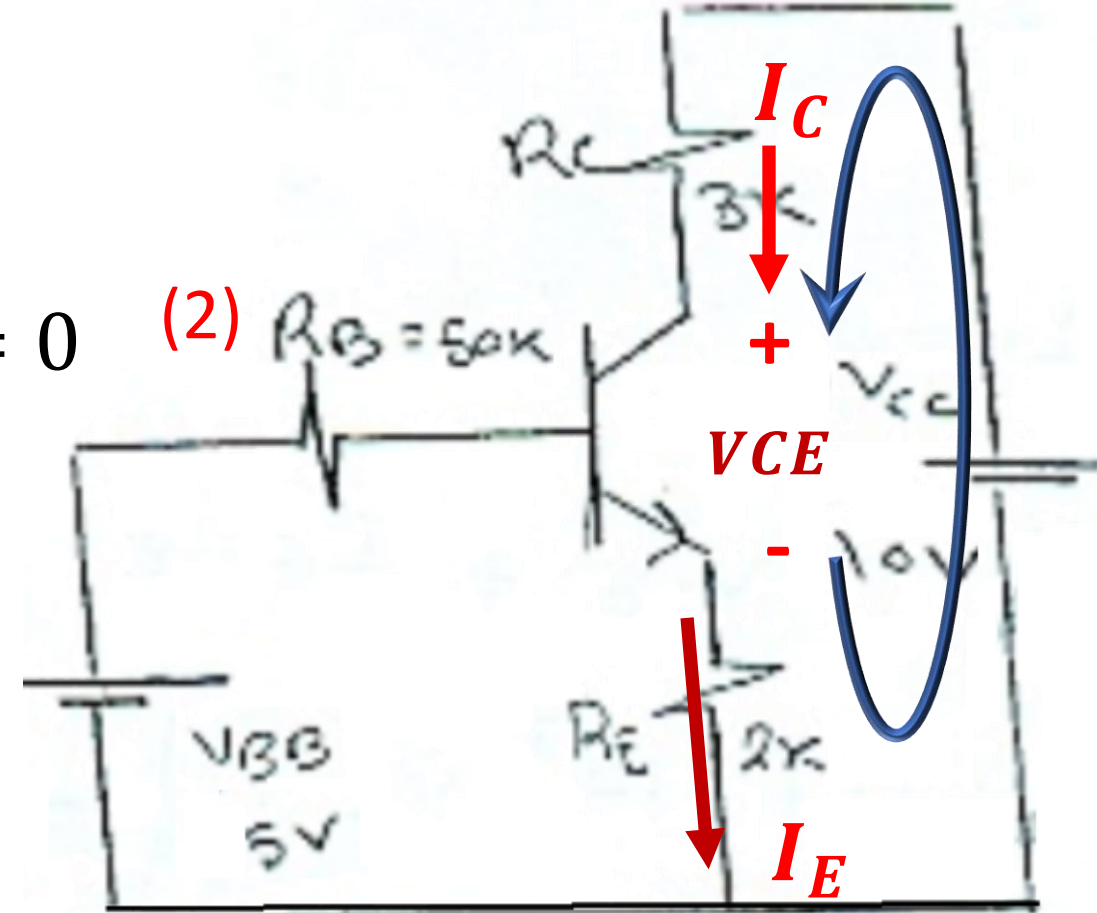 I_C
RC
3K
= 0 (2) RB = 50K
+
VCC
VCE
-
10V
VBB
5V
RE
2K
I_E